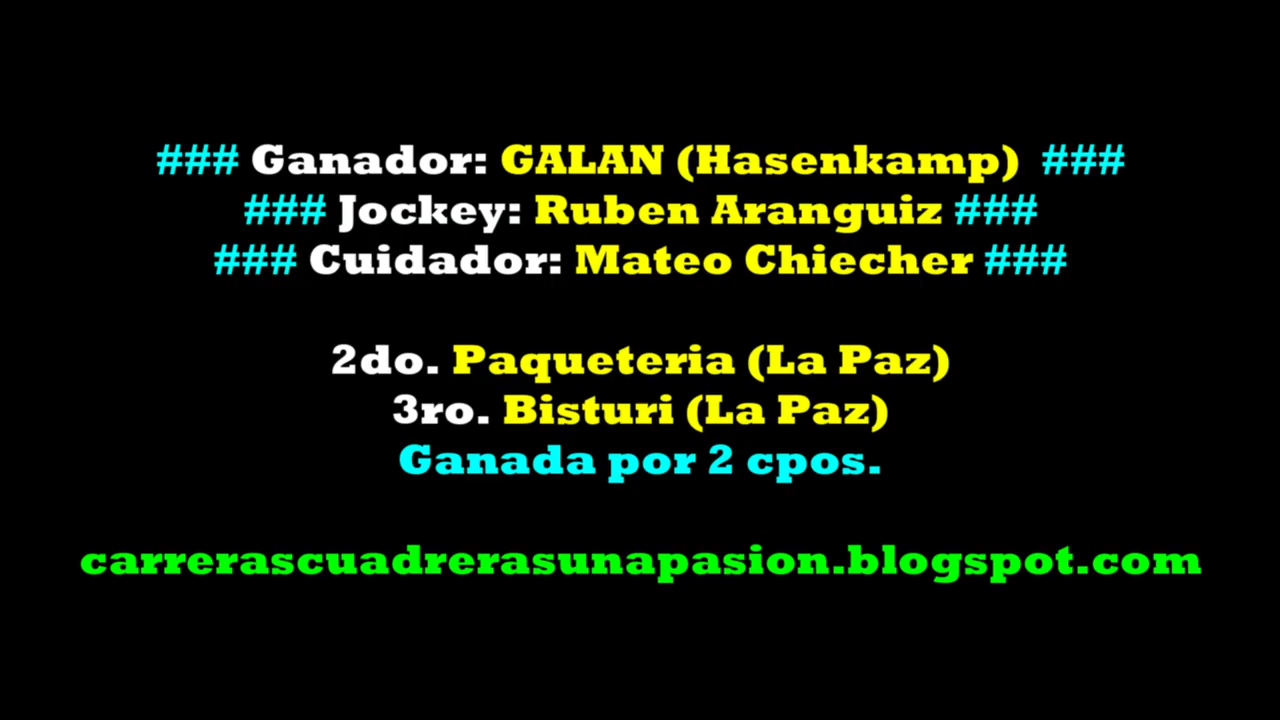 ### Ganador: GALAN (Hasenkamp) ###
### Jockey: Ruben Aranguiz ###
### Cuidador: Mateo Chiecher ###
2do. Paqueteria (La Paz)
3ro. Bisturi (La Paz)
Ganada por 2 cpos.
carrerascuadrerasunapasion.blogspot.com